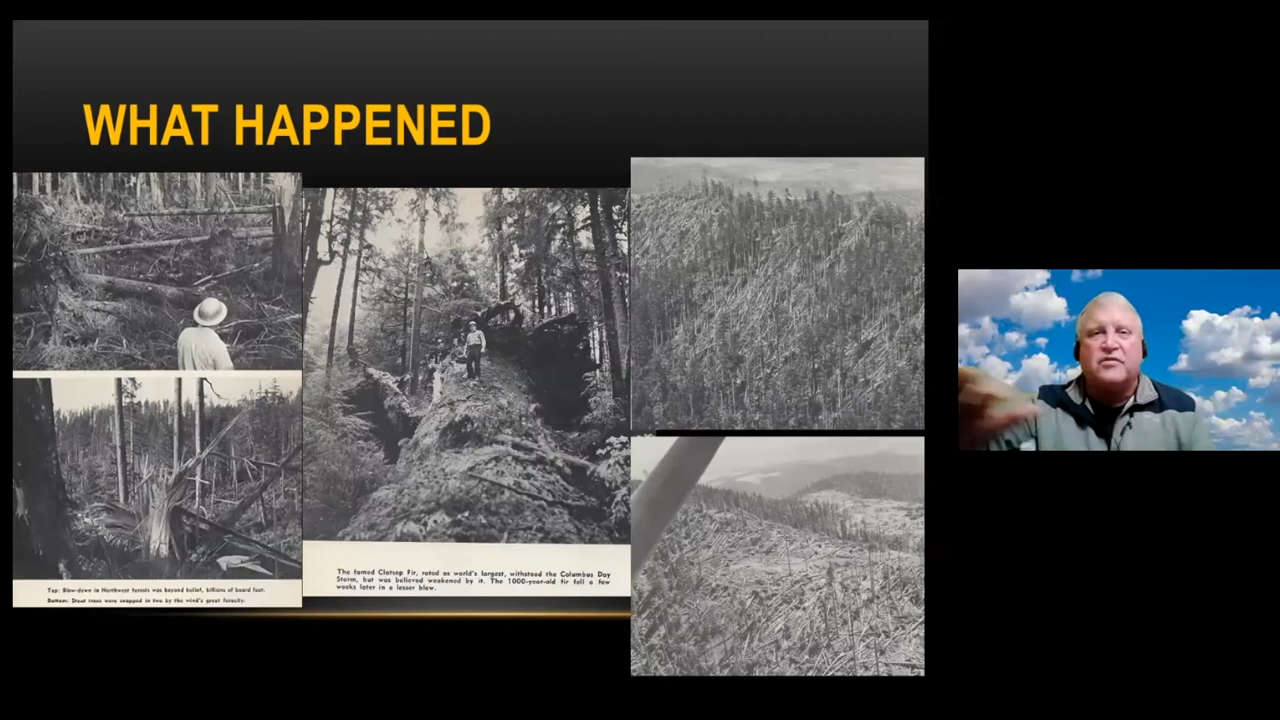 WHAT HAPPENED
Top: Blow-down in Northwest forests was beyond belief, billions of board feet.
Bottom: Stout trees were snapped in two by the wind's great ferocity.
The famed Clatsop Fir, rated as world's largest, withstood the Columbus Day
Storm, but was believed weakened by it. The 1000-year-old fir fell a few
weeks later in a lesser blow.